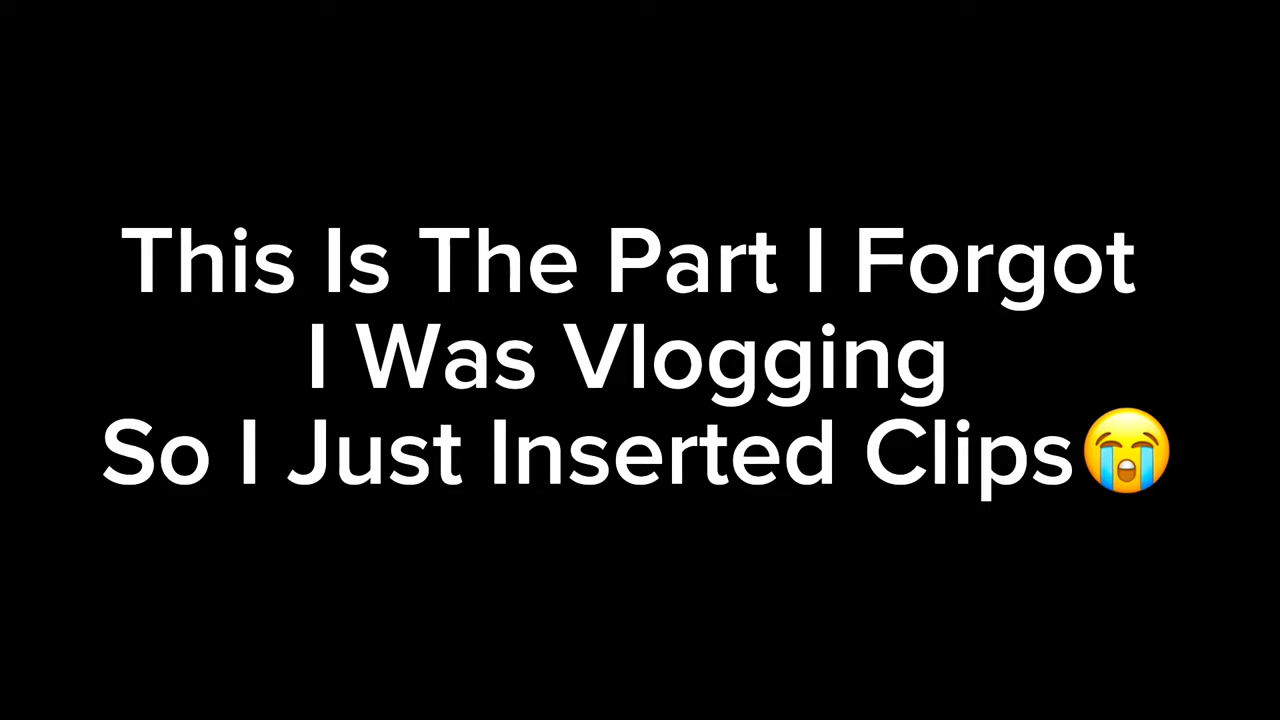 This Is The Part I Forgot
I Was Vlogging
So I Just Inserted Clips😭